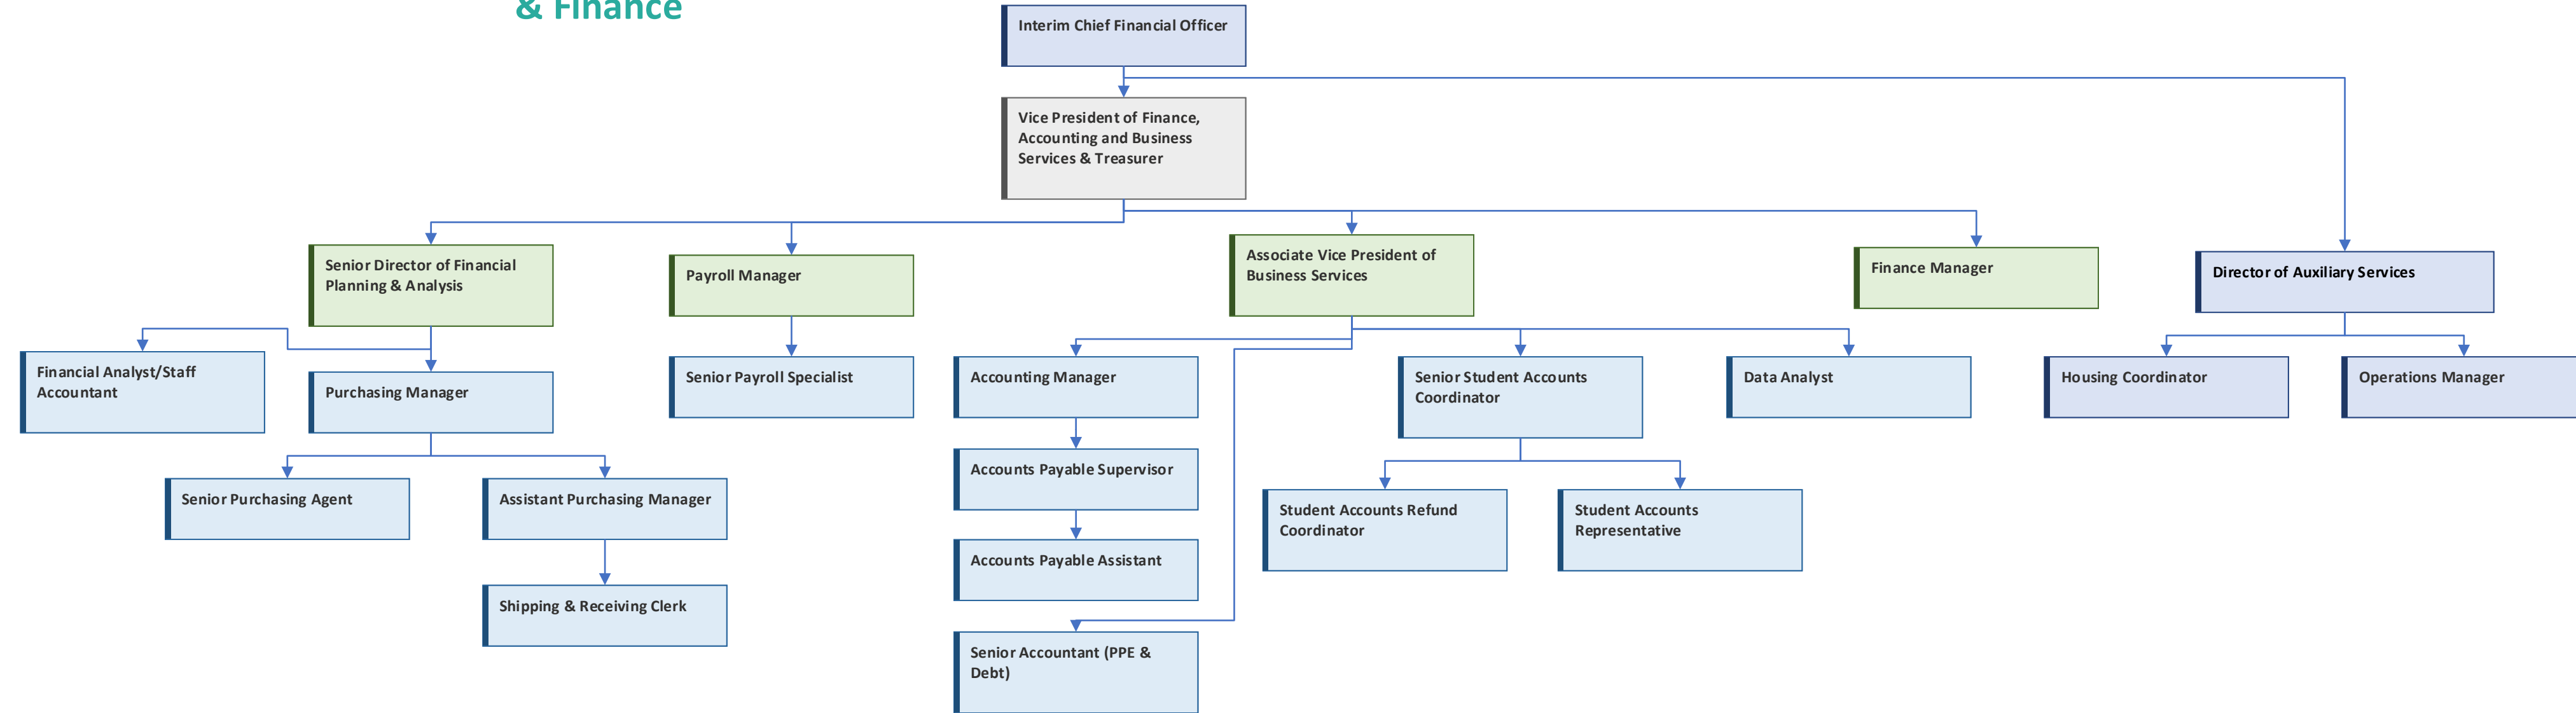 & Finance
Interim Chief Financial Officer
Vice President of Finance,
Accounting and Business
Services & Treasurer
Senior Director of Financial
Planning & Analysis
Payroll Manager
Associate Vice President of
Business Services
Finance Manager
Director of Auxiliary Services
Financial Analyst/Staff
Accountant
Purchasing Manager
Senior Payroll Specialist
Accounting Manager
Senior Student Accounts
Coordinator
Data Analyst
Housing Coordinator
Operations Manager
Senior Purchasing Agent
Assistant Purchasing Manager
Accounts Payable Supervisor
Student Accounts Refund
Coordinator
Student Accounts
Representative
Accounts Payable Assistant
Shipping & Receiving Clerk
Senior Accountant (PPE &
Debt)